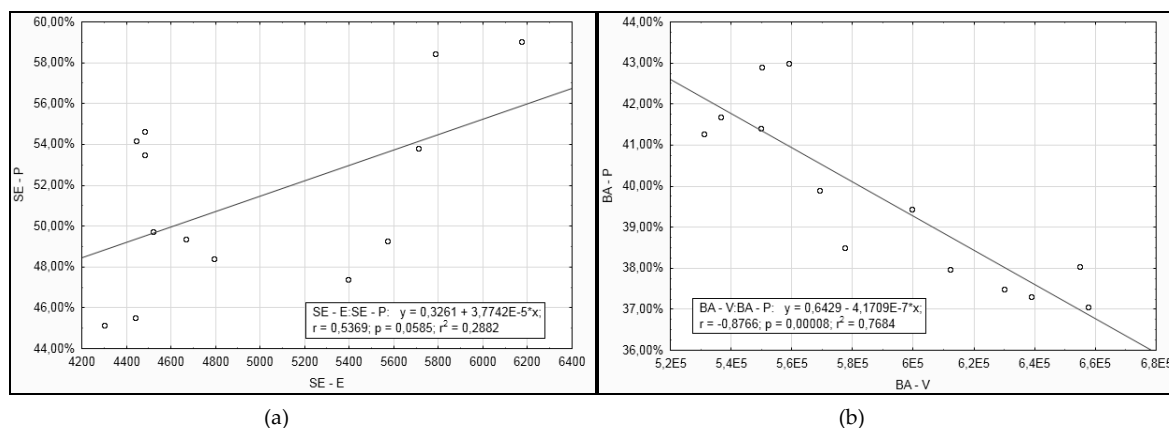 60,00%
58,00%
56,00%
54,00%
52,00%
50,00%
48,00%
46,00%
44,00%
SE - P
4200 4400 4600 4800 5000 5200 5400 5600 5800 6000 6200 6400
SE - E
SE - E:SE - P: y = 0,3261 + 3,7742E-5*x;
r = 0,5369; p = 0,0585; r² = 0,2882
(a)
44,00%
43,00%
42,00%
41,00%
40,00%
39,00%
38,00%
37,00%
36,00%
BA - P
5,2E5 5,4E5 5,6E5 5,8E5 6E5 6,2E5 6,4E5 6,6E5 6,8E5
BA - V
BA - V:BA - P: y = 0,6429 - 4,1709E-7*x;
r = -0,8766; p = 0,00008; r² = 0,7684
(b)